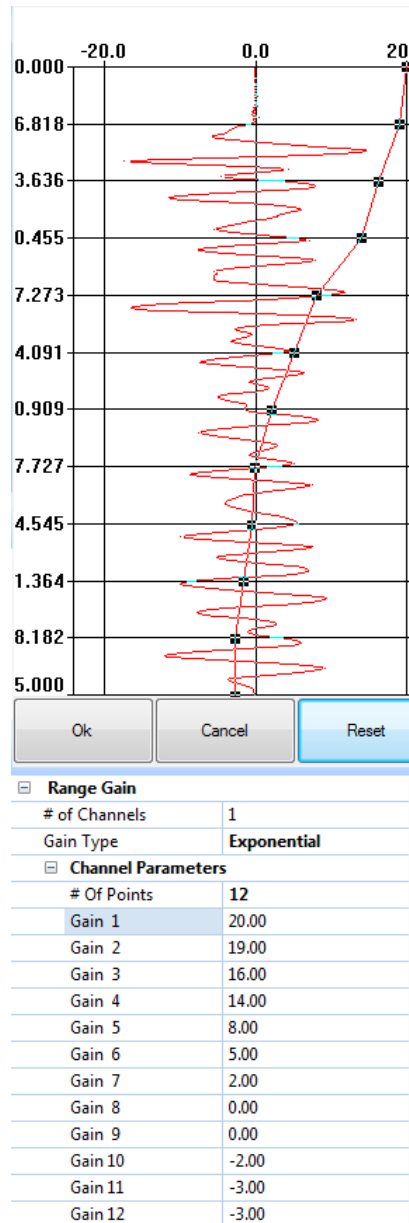 -20.0 0.0 20
0.000
6.818
3.636
0.455
7.273
4.091
0.909
7.727
4.545
1.364
8.182
5.000
Ok Cancel Reset
Range Gain
# of Channels 1
Gain Type Exponential
Channel Parameters
# Of Points 12
Gain 1 20.00
Gain 2 19.00
Gain 3 16.00
Gain 4 14.00
Gain 5 8.00
Gain 6 5.00
Gain 7 2.00
Gain 8 0.00
Gain 9 0.00
Gain 10 -2.00
Gain 11 -3.00
Gain 12 -3.00